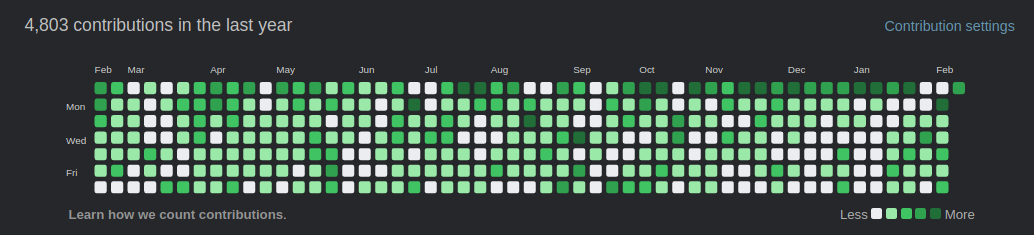 4,803 contributions in the last year
Contribution settings
Feb Mar Apr May Jun Jul Aug Sep Oct Nov Dec Jan Feb
Mon
Wed
Fri
Learn how we count contributions.
Less More